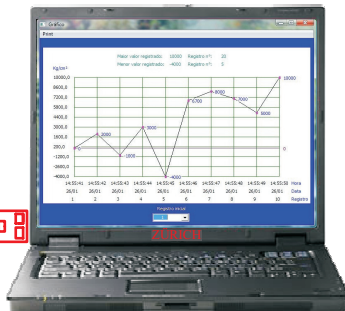 Gráfico
Print
Maior valor registrado: 10000 Registro nº: 10
Menor valor registrado: -4000 Registro nº: 5
Kg/cm²
10000,0
8600,0
7200,0
5800,0
4400,0
3000,0
1600,0
200,0
-1200,0
-2600,0
-4000,0
0
2000
-1000
3000
-4000
6700
8000
7000
5000
10000
0
14:55:41 14:55:42 14:55:43 14:55:44 14:55:45 14:55:46 14:55:47 14:55:48 14:55:49 14:55:50 Hora
26/01 26/01 26/01 26/01 26/01 26/01 26/01 26/01 26/01 26/01 Data
1 2 3 4 5 6 7 8 9 10 Registro
Registro inicial
1
ZÜRICH